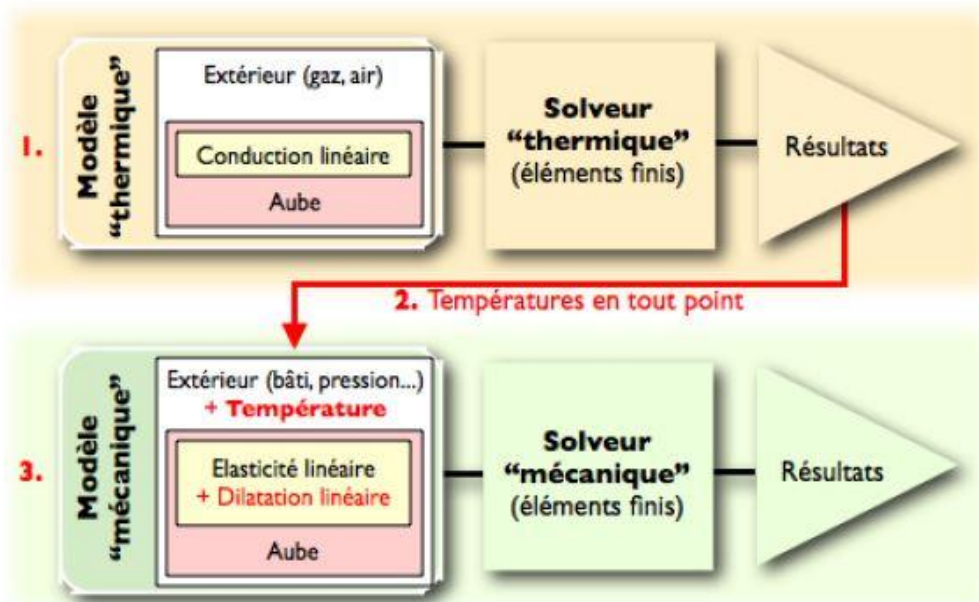 1.
Modèle
“thermique”
Extérieur (gaz, air)
Conduction linéaire
Aube
Solveur
“thermique”
(éléments finis)
Résultats
2. Températures en tout point
3.
Modèle
“mécanique”
Extérieur (bâti, pression...)
+ Température
Elasticité linéaire
+ Dilatation linéaire
Aube
Solveur
“mécanique”
(éléments finis)
Résultats